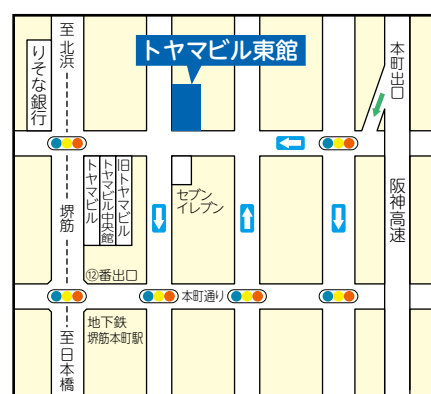 至北浜
りそな銀行
トヤマビル東館
本町出口
トヤマビル
トヤマビル中央館
旧トヤマビル
セブン
イレブン
堺筋
阪神高速
⑫番出口
本町通り
地下鉄
堺筋本町駅
至日本橋